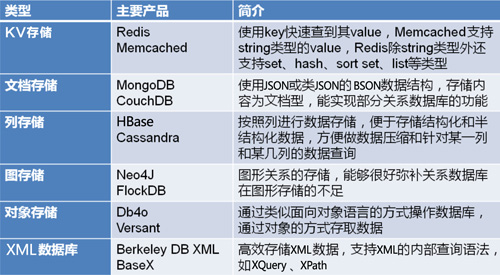 类型 主要产品 简介
KV存储 Redis 使用key快速查到其value，Memcached支持
Memcached string类型的value，Redis除string类型外还
支持set、hash、sort set、list等类型
文档存储 MongoDB 使用JSON或类JSON的BSON数据结构，存储内
CouchDB 容为文档型，能实现部分关系数据库的功能
列存储 HBase 按照列进行数据存储，便于存储结构化和半
Cassandra 结构化数据，方便做数据压缩和针对某一列
和某几列的数据查询
图存储 Neo4J 图形关系的存储，能够很好弥补关系数据库
FlockDB 在图形存储的不足
对象存储 Db4o 通过类似面向对象语言的方式操作数据库，
Versant 通过对象的方式存取数据
XML数据库 Berkeley DB XML 高效存储XML数据，支持XML的内部查询语法，
BaseX 如XQuery、XPath